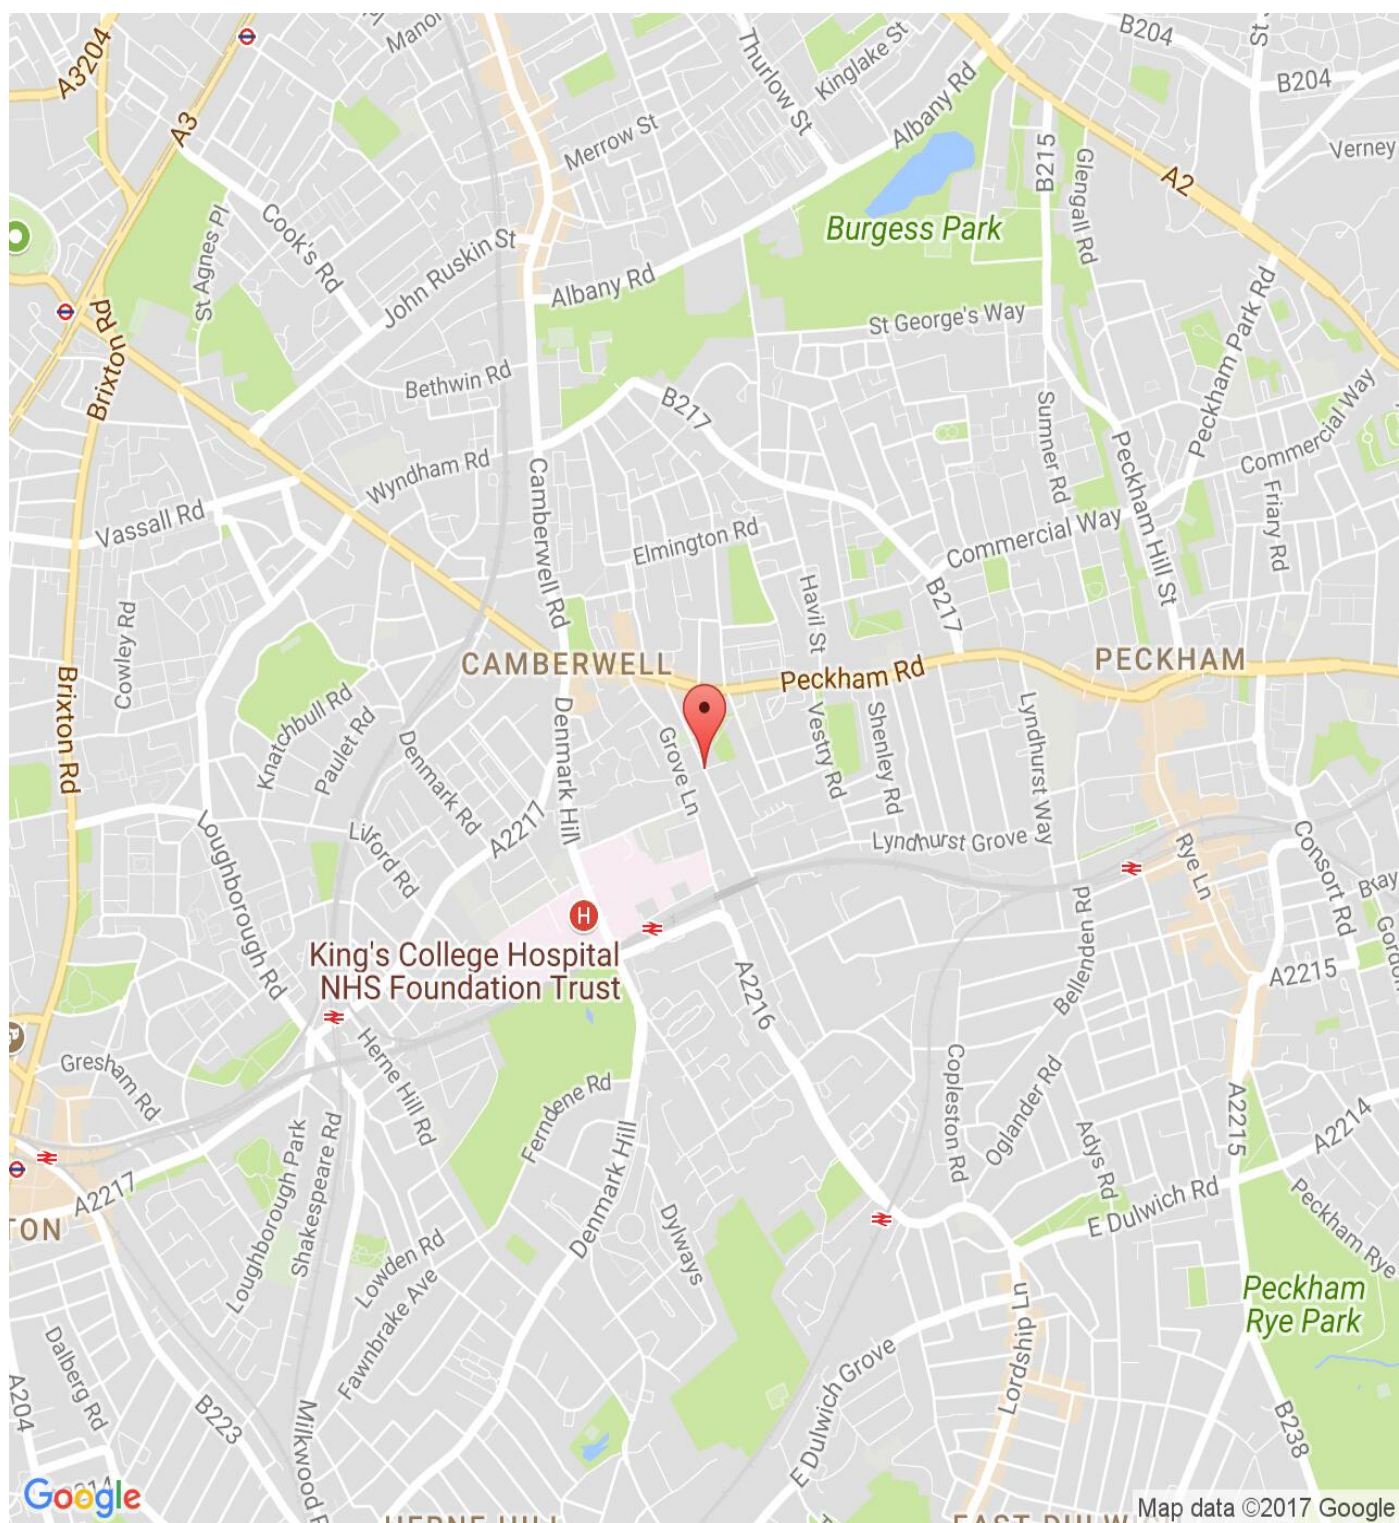 A3204
Manor
A3
Thurlow St
Kinglake St
Albany Rd
B204
B204
Verney
Merrow St
B215
Glengall Rd
A2
St Agnes Pl
Cook's Rd
John Ruskin St
Burgess Park
Albany Rd
Brixton Rd
St George's Way
Peckham Park Rd
Bethwin Rd
B217
Sumner Rd
Commercial Way
Peckham Hill St
Friary Rd
Wyndham Rd
Camberwell Rd
Vassall Rd
Elmington Rd
Commercial Way
Havil St
B217
Cowley Rd
CAMBERWELL
Peckham Rd
PECKHAM
Brixton Rd
Knatchbull Rd
Paulet Rd
Denmark Rd
Denmark Hill
Grove Ln
Vestry Rd
Shenley Rd
Lyndhurst Way
Loughborough Rd
Lilford Rd
A2217
Lyndhurst Grove
Rye Ln
Consort Rd
H
King's College Hospital
NHS Foundation Trust
Bellenden Rd
A2215
A2216
Gresham Rd
Herne Hill Rd
Ferndene Rd
Copleston Rd
Oglander Rd
Adys Rd
A2215
A2214
Loughborough Park
Shakespeare Rd
Denmark Hill
A2217
TON
Dylways
E Dulwich Rd
Peckham Rye
Lowden Rd
Fawnbrake Ave
Peckham
Rye Park
Lordship Ln
E Dulwich Grove
Dalberg Rd
A204
B223
Milkwood R
B238
Google
HERNE HILL
Map data ©2017 Google